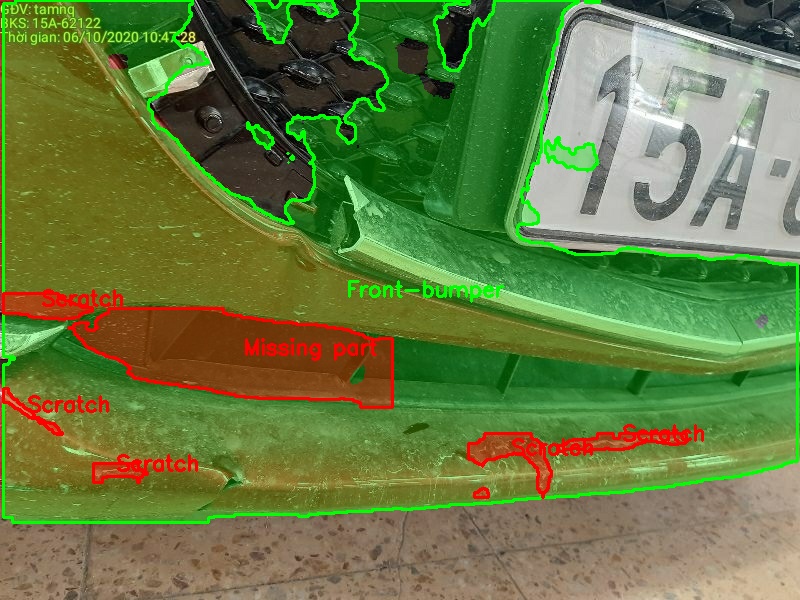 GDV: tamhq
BKS: 15A-62122
Thời gian: 06/10/2020 10:47:28
15A-6
Front-bumper
Scratch
Missing part
Scratch
Scratch
Scratch
Scratch